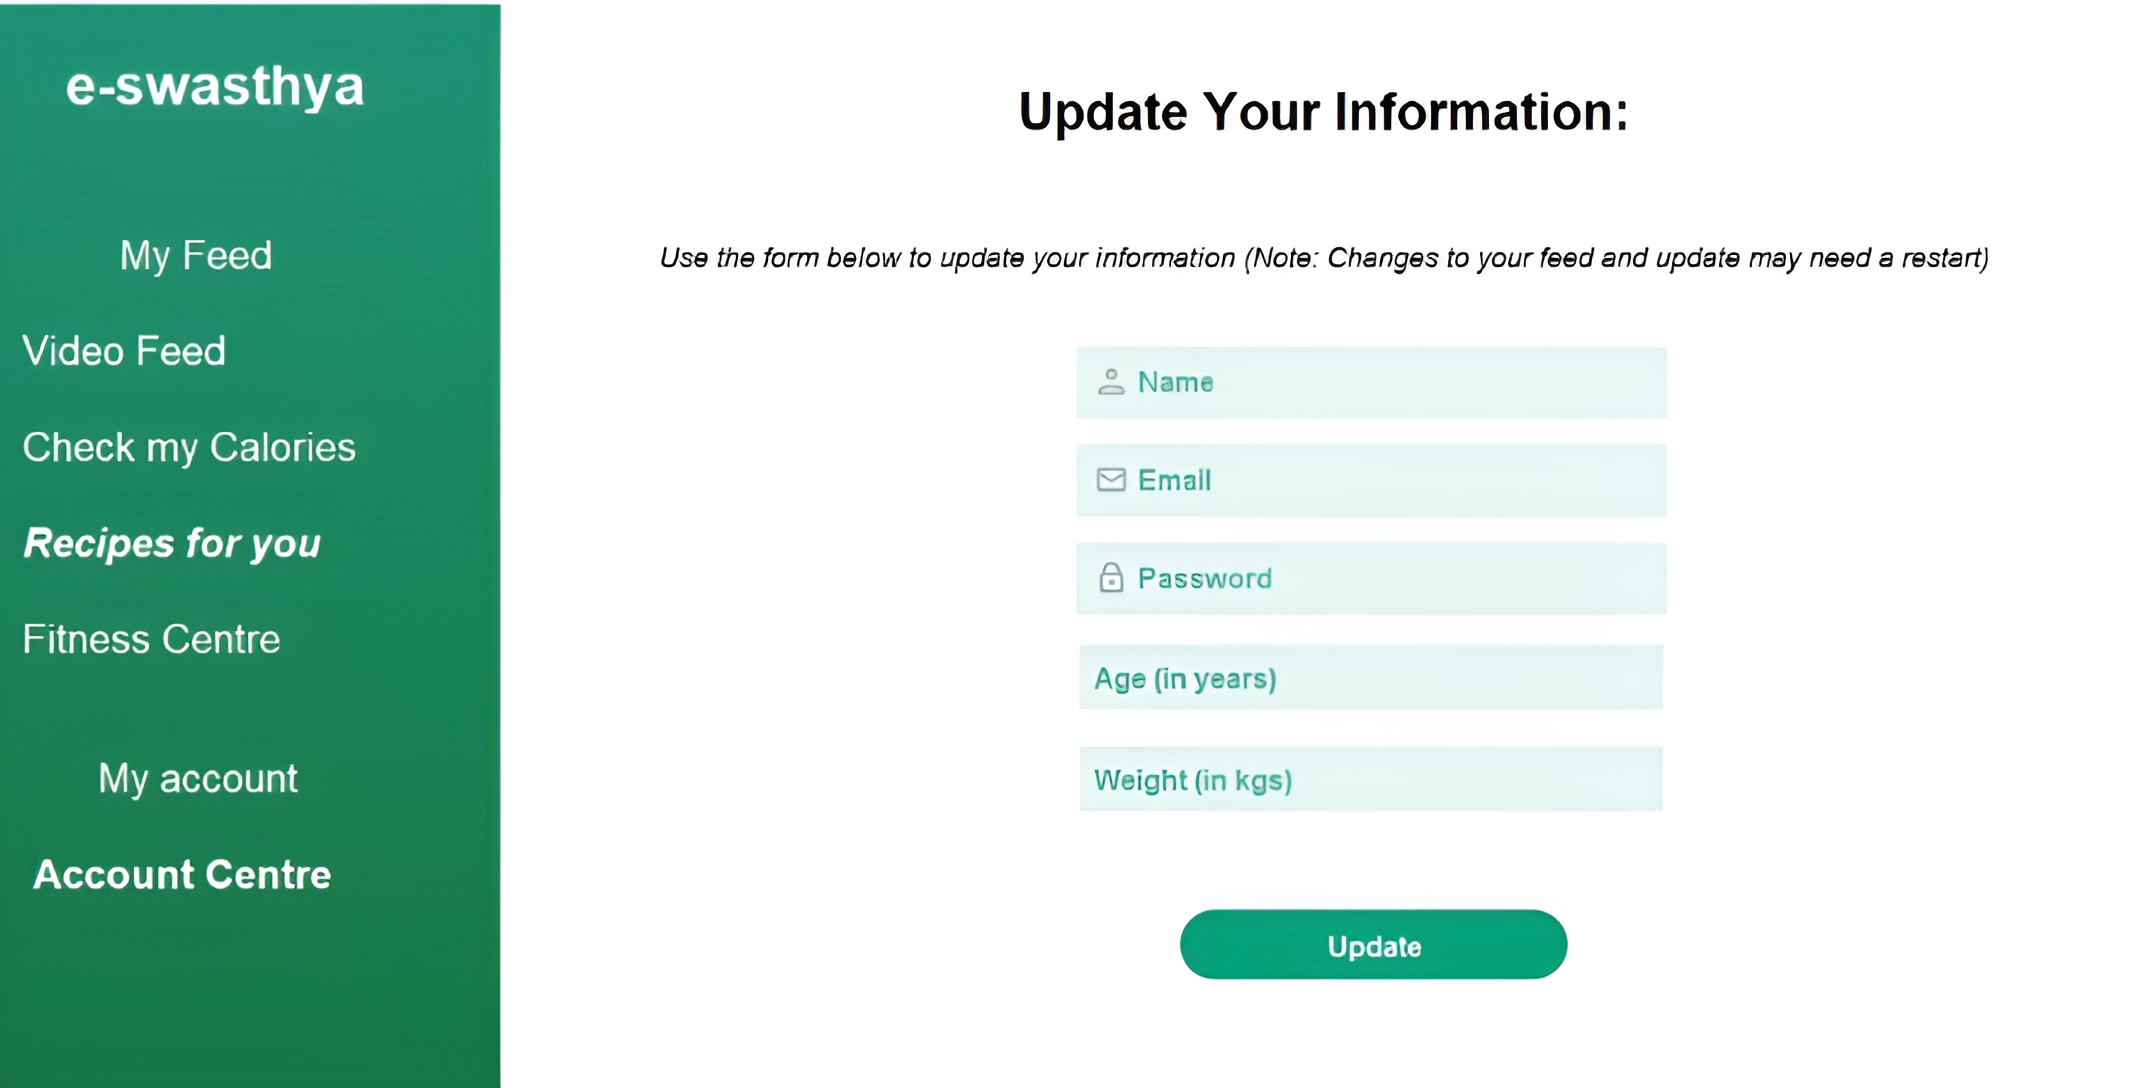 e-swasthya
My Feed
Video Feed
Check my Calories
Recipes for you
Fitness Centre
My account
Account Centre
Update Your Information:
Use the form below to update your information (Note: Changes to your feed and update may need a restart)
Name
Email
Password
Age (in years)
Weight (in kgs)
Update